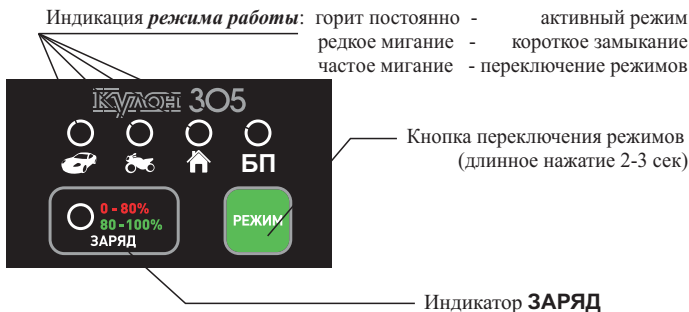 Индикация режима работы: горит постоянно - активный режим
редкое мигание - короткое замыкание
частое мигание - переключение режимов
Кулон 305
БП
Кнопка переключения режимов
(длинное нажатие 2-3 сек)
0 - 80%
80 - 100%
ЗАРЯД
РЕЖИМ
Индикатор ЗАРЯД